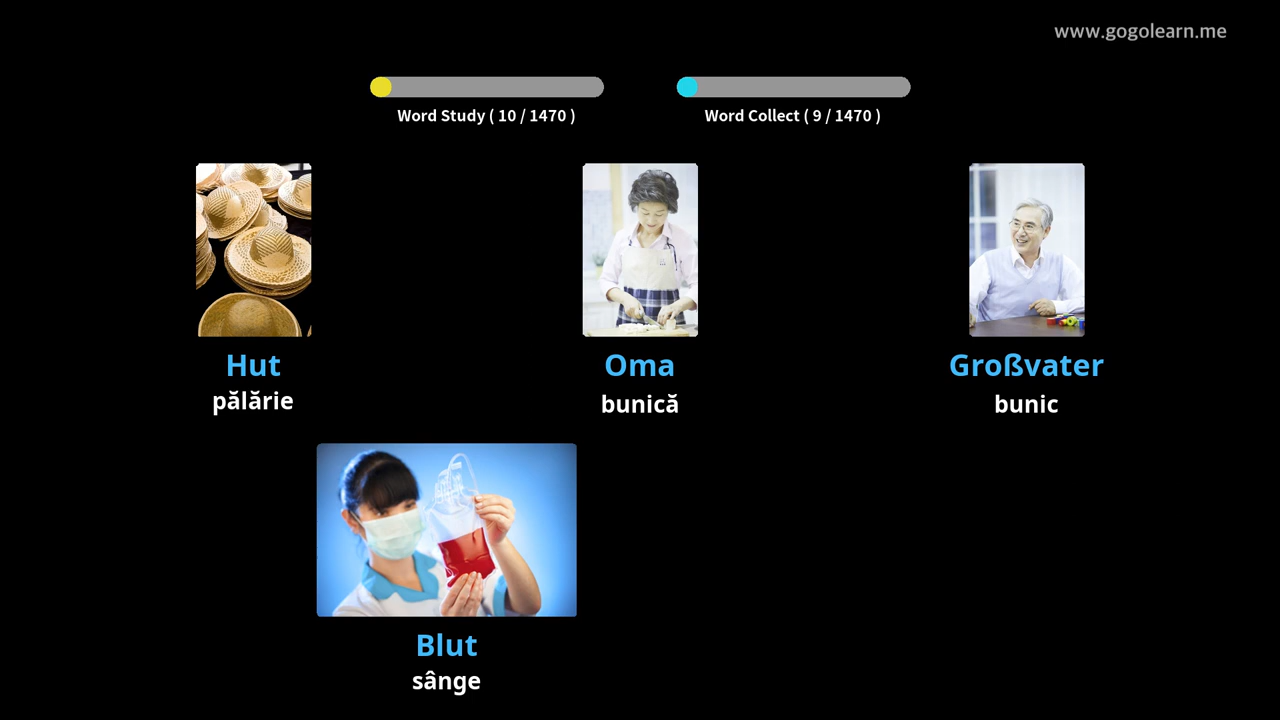 www.gogolearn.me
Word Study ( 10 / 1470 )
Word Collect ( 9 / 1470 )
Hut
pălărie
Oma
bunică
Großvater
bunic
Blut
sânge